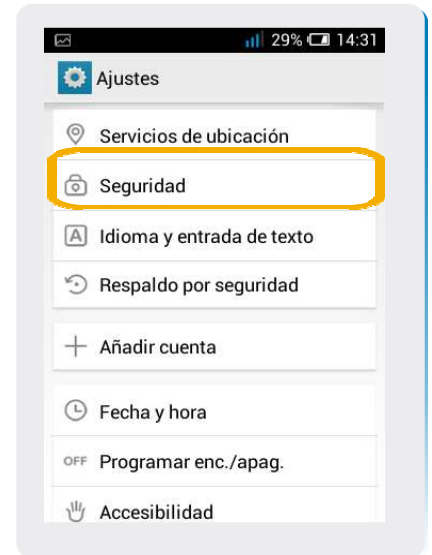 29% 14:31
Ajustes
Servicios de ubicación
Seguridad
A Idioma y entrada de texto
Respaldo por seguridad
Añadir cuenta
Fecha y hora
OFF Programar enc./apag.
Accesibilidad